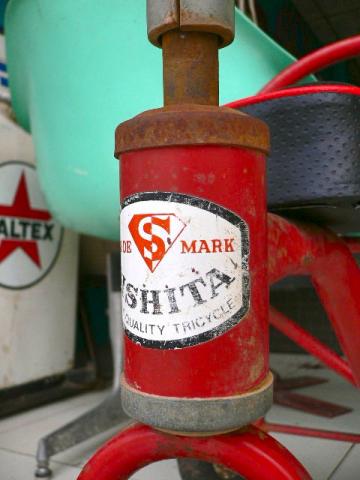 DE S MARK
SHITA
QUALITY TRICYCLE
ALTEX